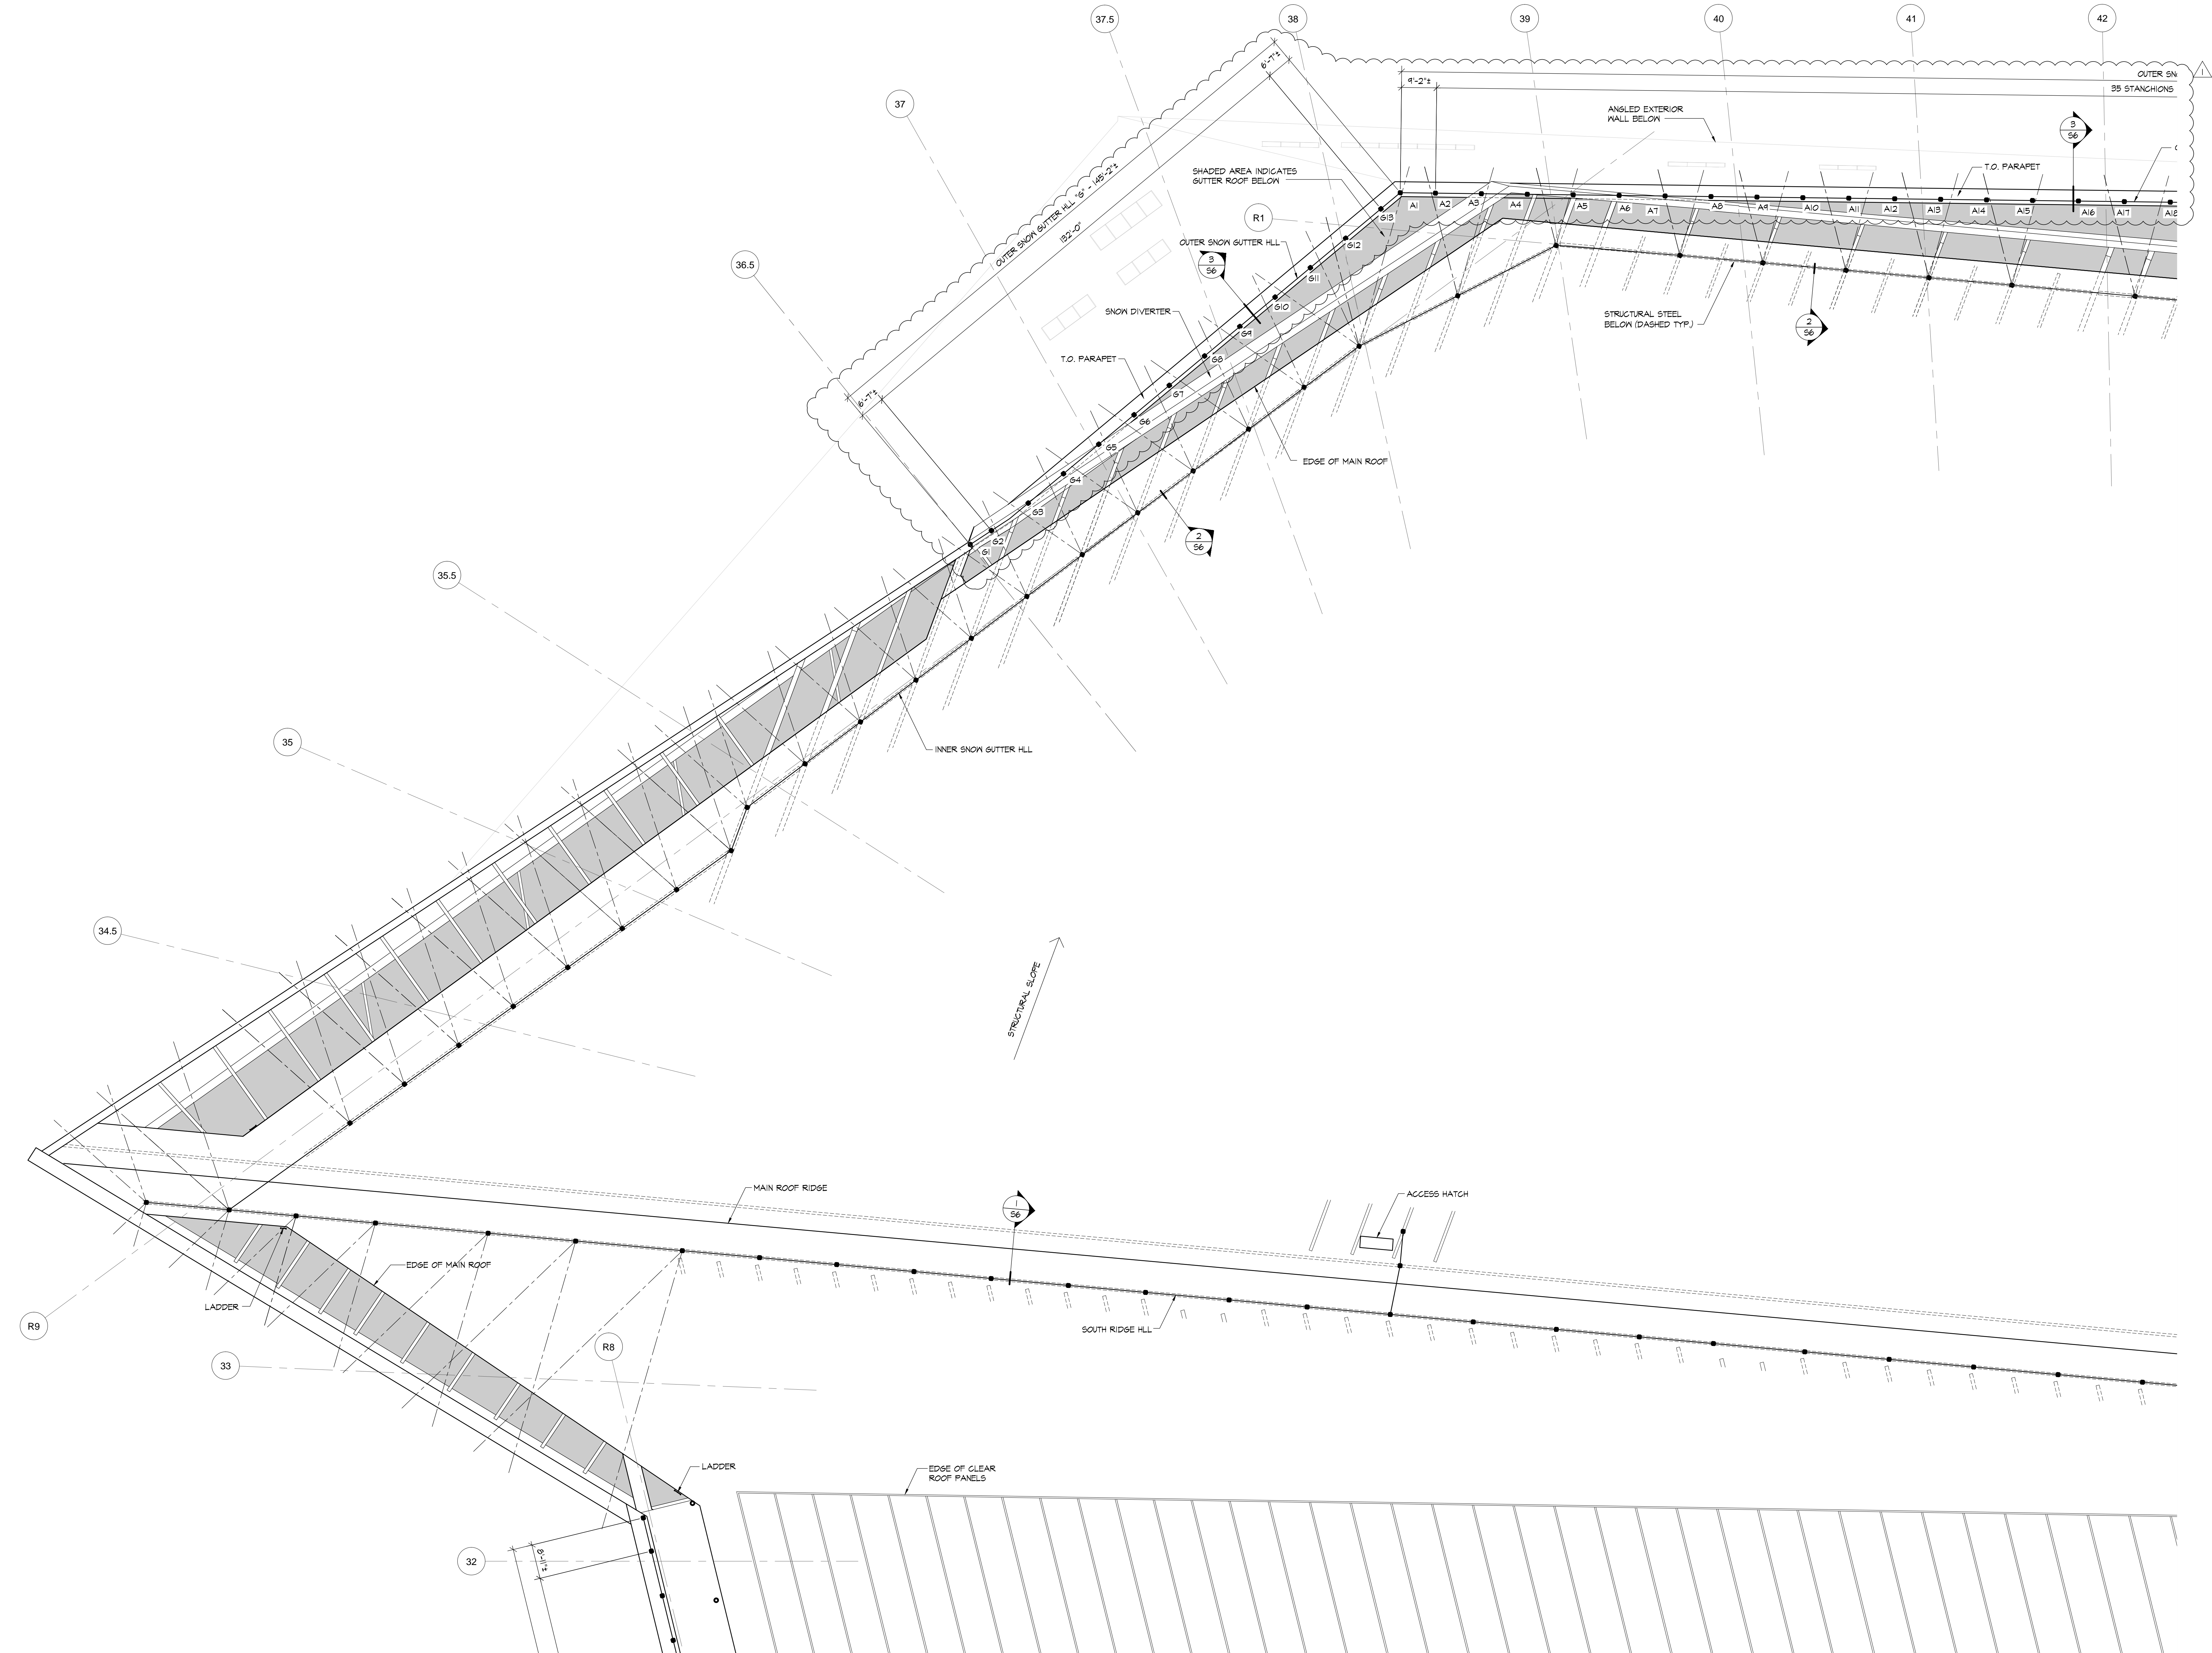 37.5
38
39
40
41
42
37
36.5
35.5
35
34.5
R1
R9
R8
33
32
6'-7"±
9'-2"±
OUTER SN
35 STANCHIONS
1
ANGLED EXTERIOR
WALL BELOW
3
S6
T.O. PARAPET
SHADED AREA INDICATES
GUTTER ROOF BELOW
OUTER SNOW GUTTER HLL "G" - 145'-2"±
132'-0"
6'-7"±
OUTER SNOW GUTTER HLL
3
S6
SNOW DIVERTER
T.O. PARAPET
A1
A2
A3
A4
A5
A6
A7
A8
A9
A10
A11
A12
A13
A14
A15
A16
A17
A18
G13
G12
G11
G10
G9
G8
G7
G6
G5
G4
G3
G2
G1
STRUCTURAL STEEL
BELOW (DASHED TYP.)
2
S6
EDGE OF MAIN ROOF
2
S6
INNER SNOW GUTTER HLL
STRUCTURAL SLOPE
MAIN ROOF RIDGE
1
S6
ACCESS HATCH
EDGE OF MAIN ROOF
LADDER
SOUTH RIDGE HLL
LADDER
EDGE OF CLEAR
ROOF PANELS
8'-11"±